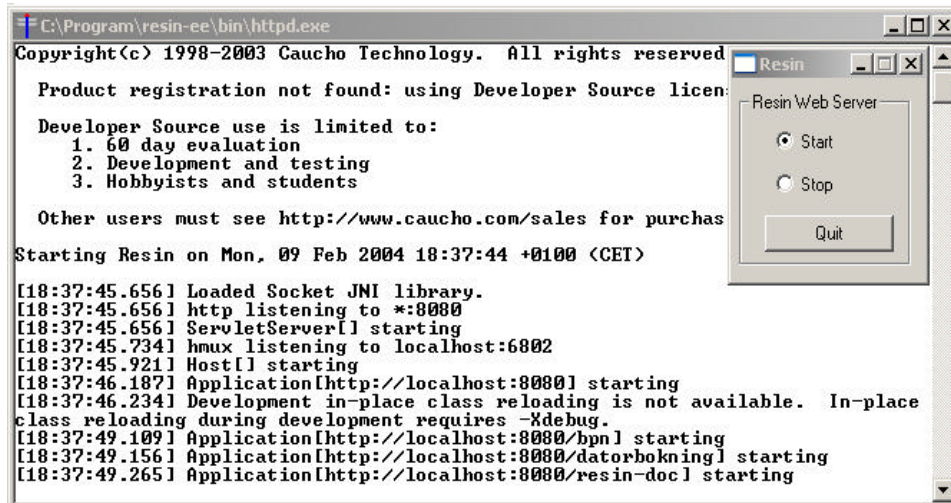 C:\Program\resin-ee\bin\httpd.exe
Copyright(c) 1998-2003 Caucho Technology.  All rights reserved
Product registration not found: using Developer Source
Developer Source use is limited to:
1. 60 day evaluation
2. Development and testing
3. Hobbyists and students
Other users must see http://www.caucho.com/sales for
Starting Resin on Mon, 09 Feb 2004 18:37:44 +0100 (CET)
[18:37:45.656] Loaded Socket JNI library.
[18:37:45.656] http listening to *:8080
[18:37:45.656] ServletServer[] starting
[18:37:45.734] hmux listening to localhost:6802
[18:37:45.921] Host[] starting
[18:37:46.187] Application[http://localhost:8080] starting
[18:37:46.234] Development in-place class reloading is not available.  In-place
class reloading during development requires -Xdebug.
[18:37:49.109] Application[http://localhost:8080/bpn] starting
[18:37:49.156] Application[http://localhost:8080/datorbokning] starting
[18:37:49.265] Application[http://localhost:8080/resin-doc] starting
Resin
Resin Web Server
Start
Stop
Quit